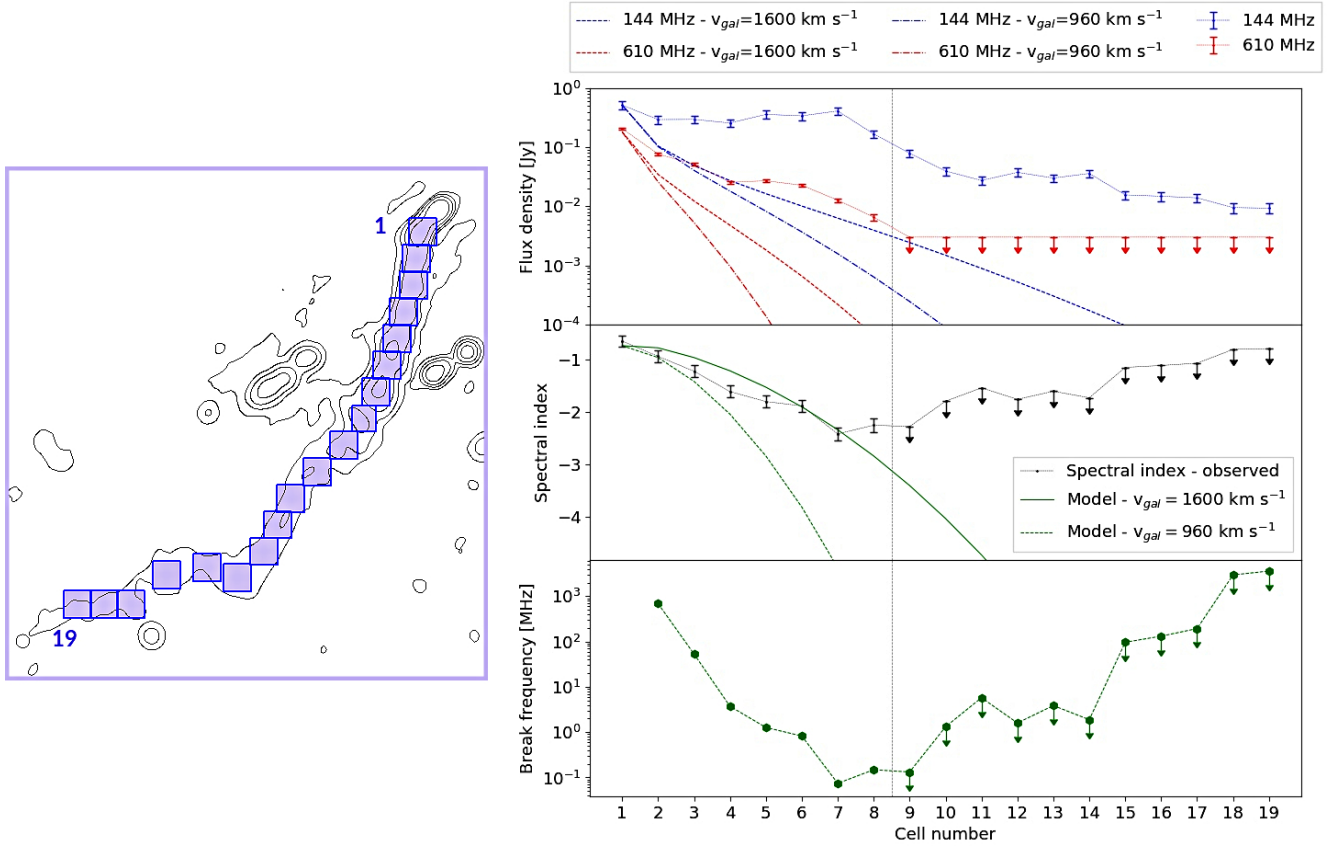 144 MHz - v_gal=1600 km s⁻¹
610 MHz - v_gal=1600 km s⁻¹
144 MHz - v_gal=960 km s⁻¹
610 MHz - v_gal=960 km s⁻¹
144 MHz
610 MHz
1
19
Flux density [Jy]
10⁰
10⁻¹
10⁻²
10⁻³
10⁻⁴
Spectral index
−1
−2
−3
−4
Spectral index - observed
Model - v_gal = 1600 km s⁻¹
Model - v_gal = 960 km s⁻¹
Break frequency [MHz]
10³
10²
10¹
10⁰
10⁻¹
1 2 3 4 5 6 7 8 9 10 11 12 13 14 15 16 17 18 19
Cell number